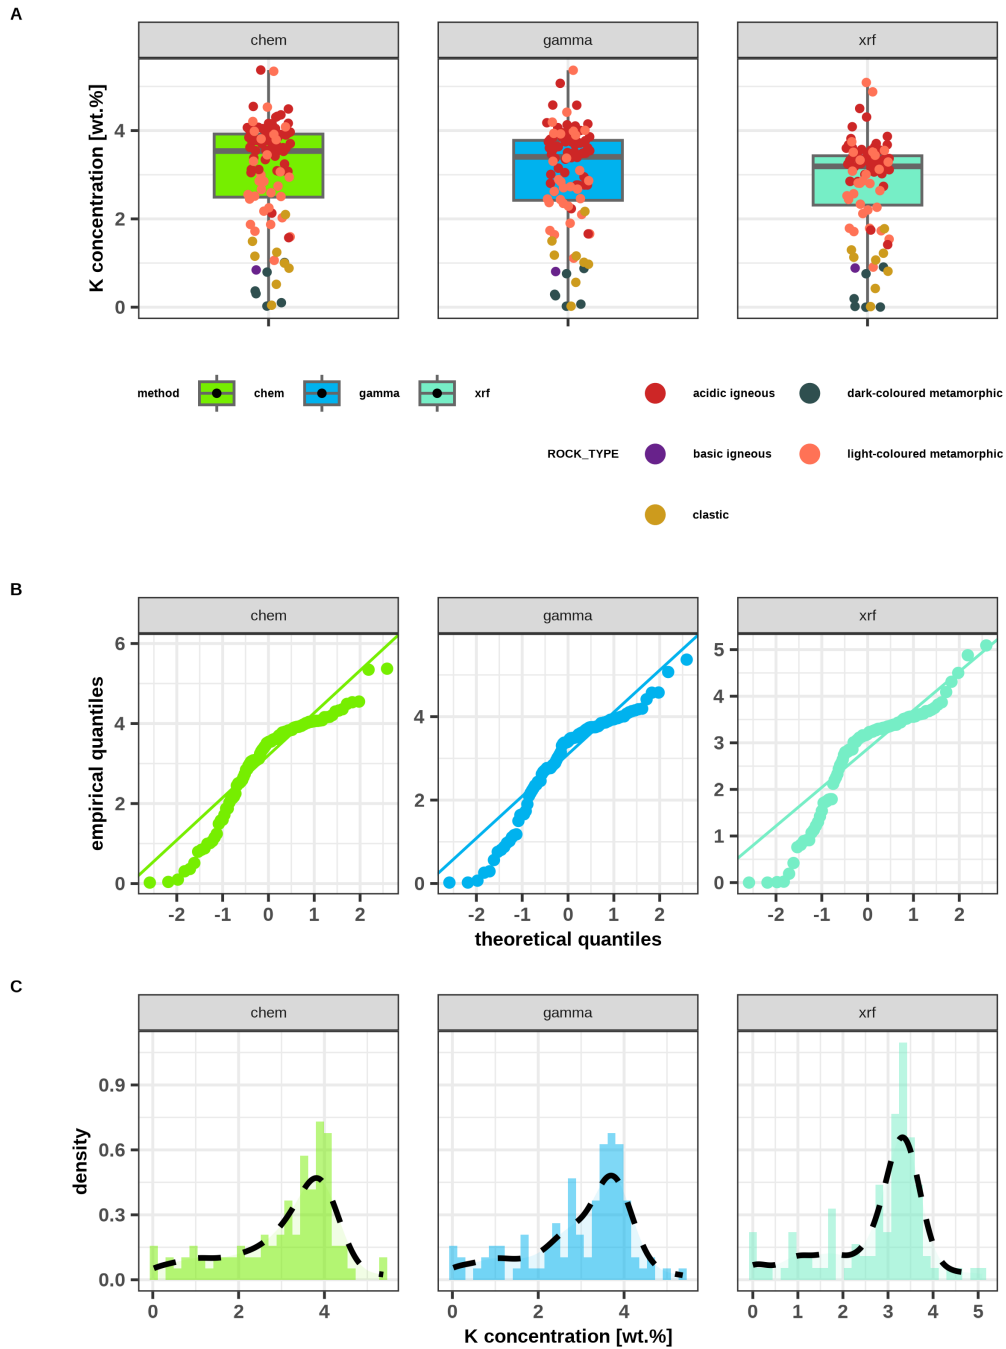 A
chem gamma xrf
K concentration [wt.%]
4
2
0
method chem gamma xrf
acidic igneous dark-coloured metamorphic
ROCK_TYPE basic igneous light-coloured metamorphic
clastic
B
chem gamma xrf
empirical quantiles
6
4
2
0
4
2
0
5
4
3
2
1
0
-2 -1 0 1 2 -2 -1 0 1 2 -2 -1 0 1 2
theoretical quantiles
C
chem gamma xrf
density
0.9
0.6
0.3
0.0
0 2 4 0 2 4 0 1 2 3 4 5
K concentration [wt.%]